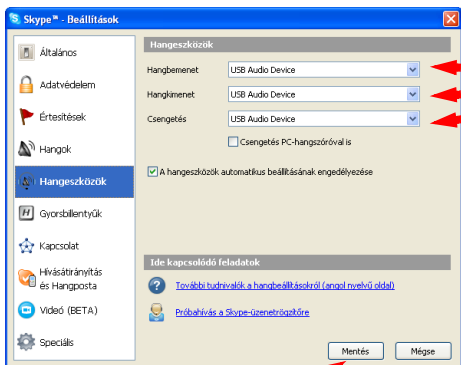 Skype™ - Beállítások
Általános
Adatvédelem
Értesítések
Hangok
Hangeszközök
Gyorsbillentyűk
Kapcsolat
Hívásátirányítás
és Hangposta
Videó (BETA)
Speciális
Hangeszközök
Hangbemenet USB Audio Device
Hangkimenet USB Audio Device
Csengetés USB Audio Device
Csengetés PC-hangszóróval is
A hangeszközök automatikus beállításának engedélyezése
Ide kapcsolódó feladatok
További tudnivalók a hangbeállításokról (angol nyelvű oldal)
Próbahívás a Skype-üzenetrögzítőre
Mentés Mégse